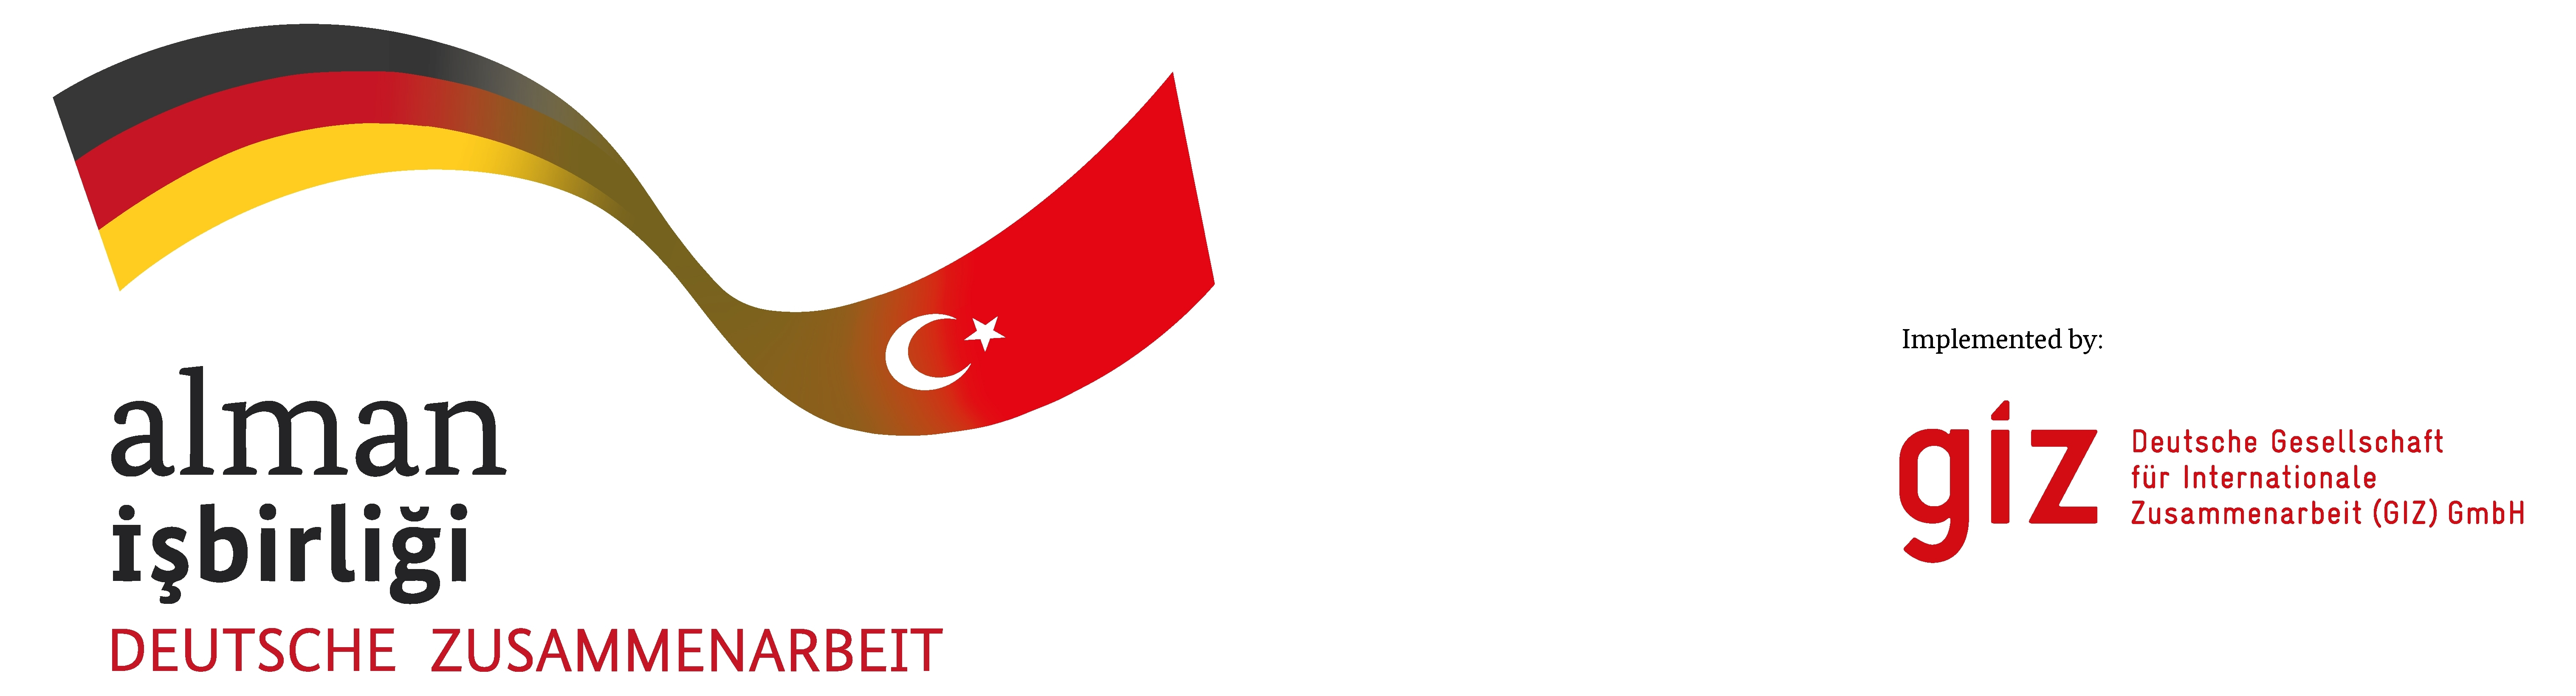 alman
işbirliği
DEUTSCHE ZUSAMMENARBEIT
Implemented by:
giz
Deutsche Gesellschaft
für Internationale
Zusammenarbeit (GIZ) GmbH